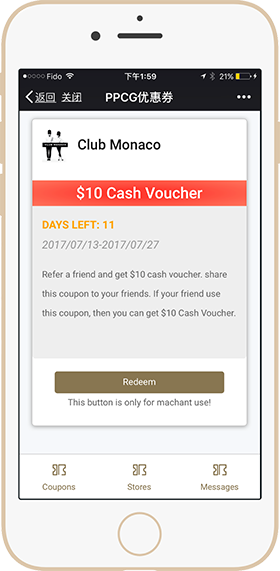 Fido 下午1:59 21%
返回 关闭 PPCG优惠券
Club Monaco
$10 Cash Voucher
DAYS LEFT: 11
2017/07/13-2017/07/27
Refer a friend and get $10 cash voucher. share
this coupon to your friends. If your friend use
this coupon, then you can get $10 Cash Voucher.
Redeem
This button is only for machant use!
Coupons Stores Messages